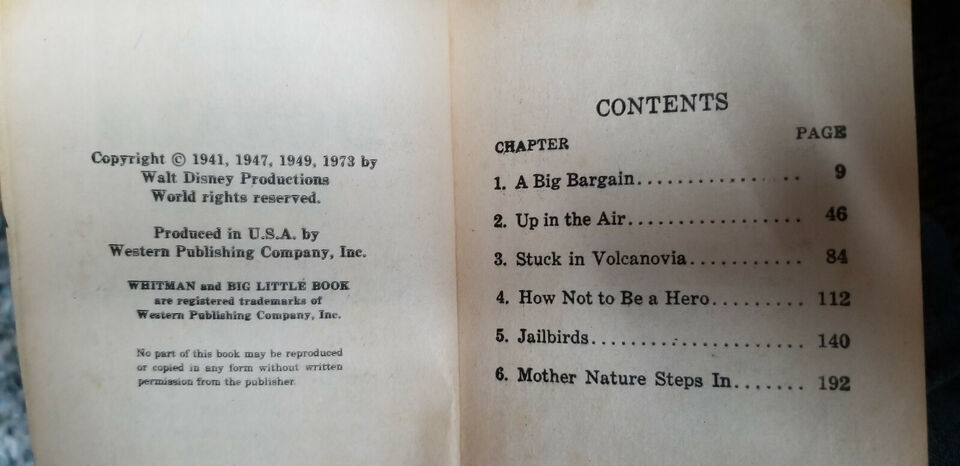 Copyright © 1941, 1947, 1949, 1973 by
Walt Disney Productions
World rights reserved.
Produced in U.S.A. by
Western Publishing Company, Inc.
WHITMAN and BIG LITTLE BOOK
are registered trademarks of
Western Publishing Company, Inc.
No part of this book may be reproduced
or copied in any form without written
permission from the publisher.
CONTENTS
CHAPTER PAGE
1. A Big Bargain.................. 9
2. Up in the Air.................. 46
3. Stuck in Volcanovia........... 84
4. How Not to Be a Hero......... 112
5. Jailbirds...................... 140
6. Mother Nature Steps In....... 192